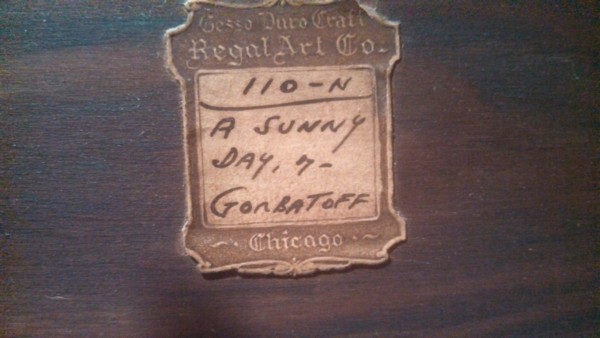 Gesso Duro Craft
Regal Art Co.
110-N
A SUNNY
DAY, 7-
GORBATOFF
Chicago